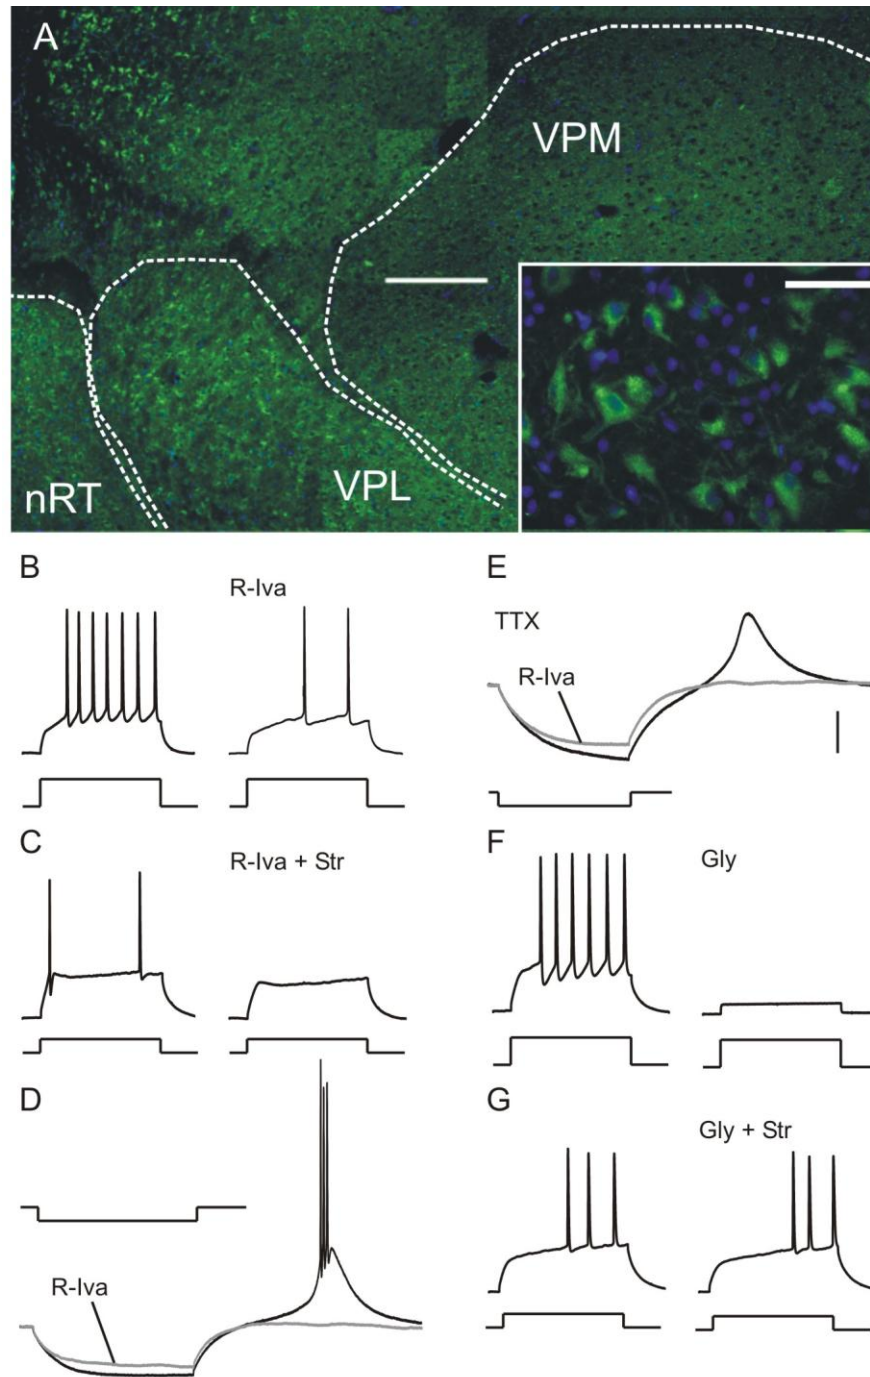 A
VPM
nRT
VPL
B
R-Iva
E
TTX
R-Iva
C
R-Iva + Str
F
Gly
D
R-Iva
G
Gly + Str